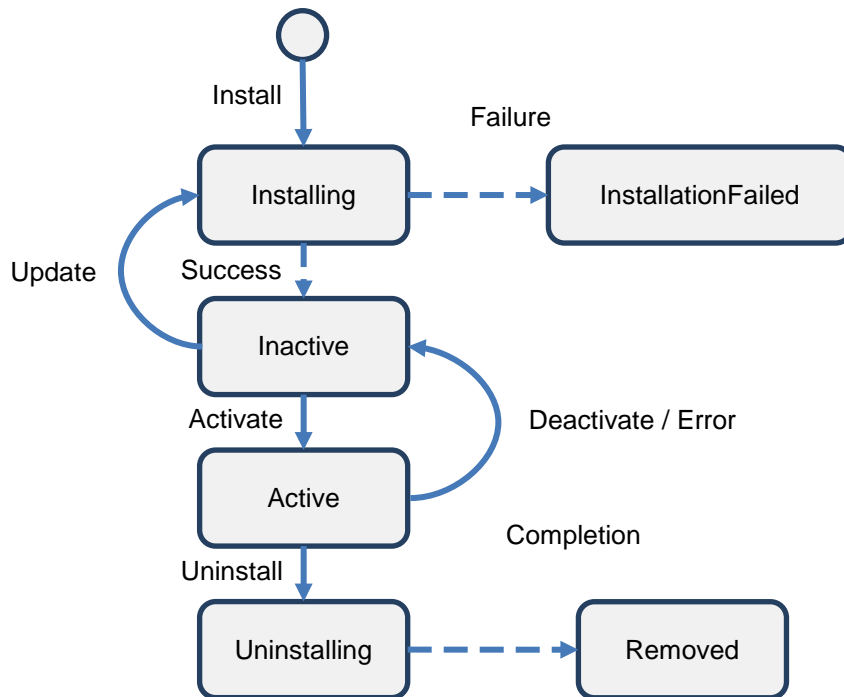 Install
Failure
Installing
InstallationFailed
Update
Success
Inactive
Activate
Deactivate / Error
Active
Completion
Uninstall
Uninstalling
Removed